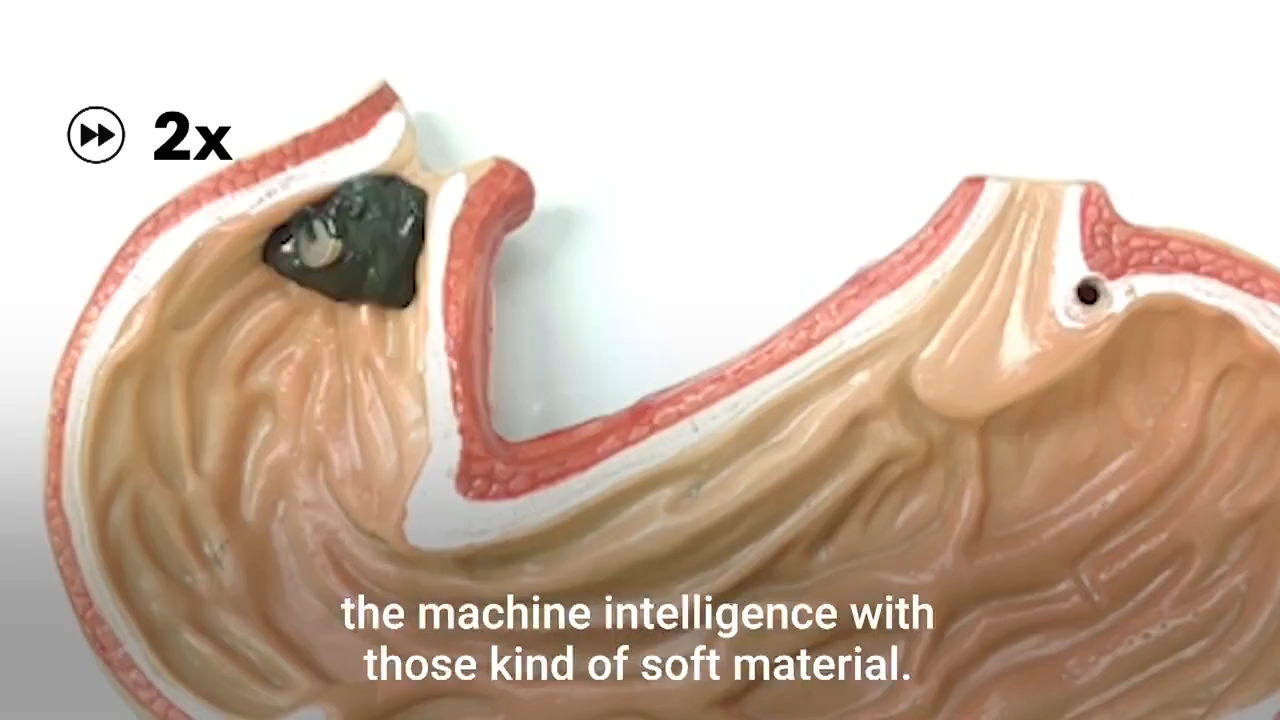 2x
the machine intelligence with
those kind of soft material.